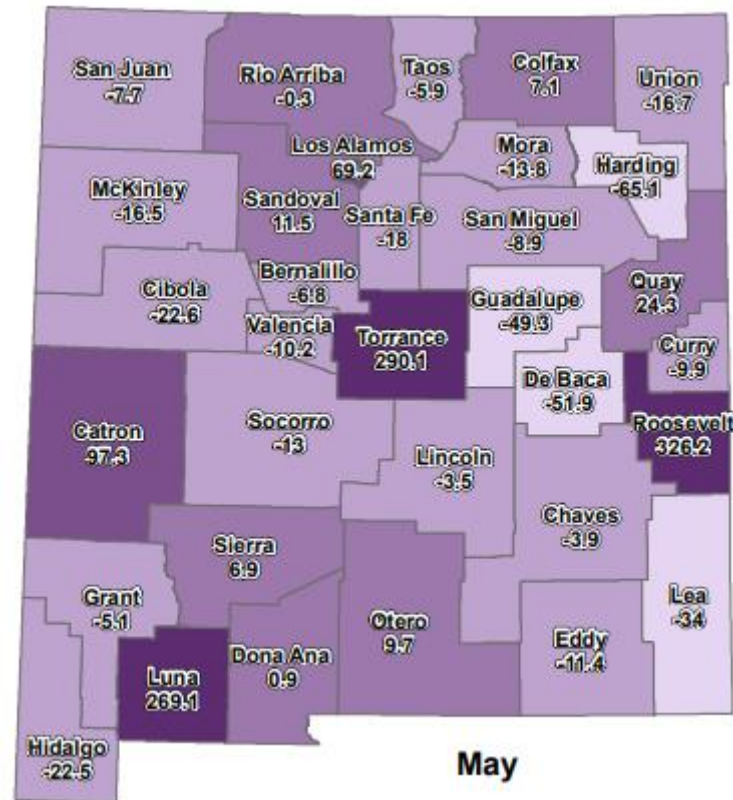 San Juan
-7.7
Rio Arriba
-0.3
Taos
-5.9
Colfax
7.1
Union
-16.7
Los Alamos
69.2
Mora
-13.8
Harding
-65.1
McKinley
-16.5
Sandoval
11.5
Santa Fe
-18
San Miguel
-8.9
Cibola
-22.6
Bernalillo
-6.8
Valencia
-10.2
Torrance
290.1
Guadalupe
-49.3
Quay
24.3
Curry
-9.9
De Baca
-51.9
Roosevelt
326.2
Catron
97.3
Socorro
-13
Lincoln
-3.5
Chaves
-3.9
Sierra
6.9
Grant
-5.1
Luna
269.1
Dona Ana
0.9
Otero
9.7
Eddy
-11.4
Lea
-34
Hidalgo
-22.5
May